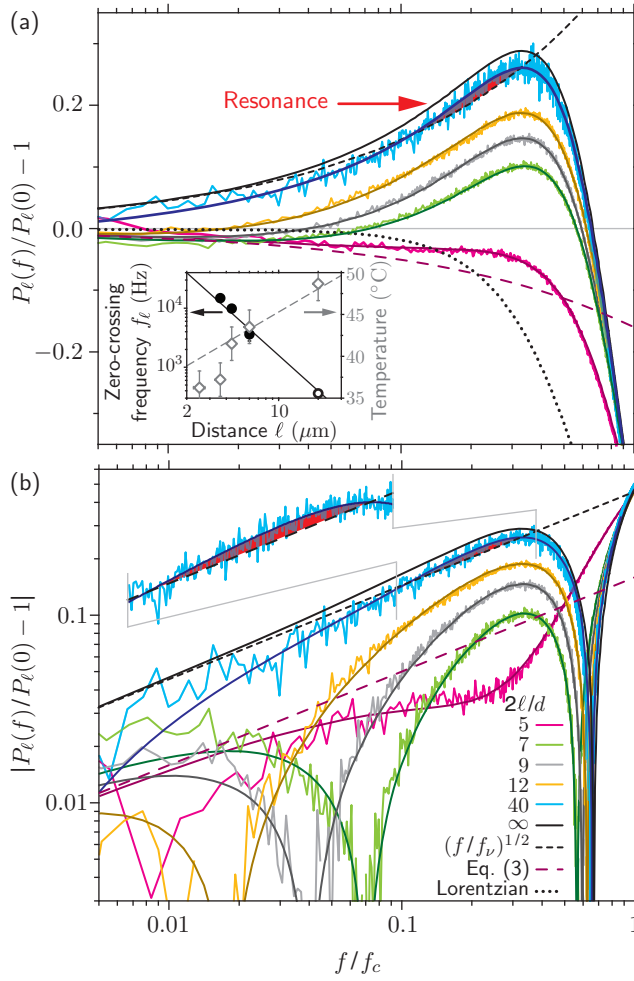 (a)
0.2
0.0
−0.2
P_ℓ(f)/P_ℓ(0) − 1
Resonance
Zero-crossing
frequency f_ℓ (Hz)
10^4
10^3
50
45
40
35
Temperature (°C)
2
10
Distance ℓ (μm)
(b)
0.1
0.01
|P_ℓ(f)/P_ℓ(0) − 1|
2ℓ/d
5
7
9
12
40
∞
(f/f_ν)^{1/2}
Eq. (3)
Lorentzian
0.01
0.1
1
f/f_c